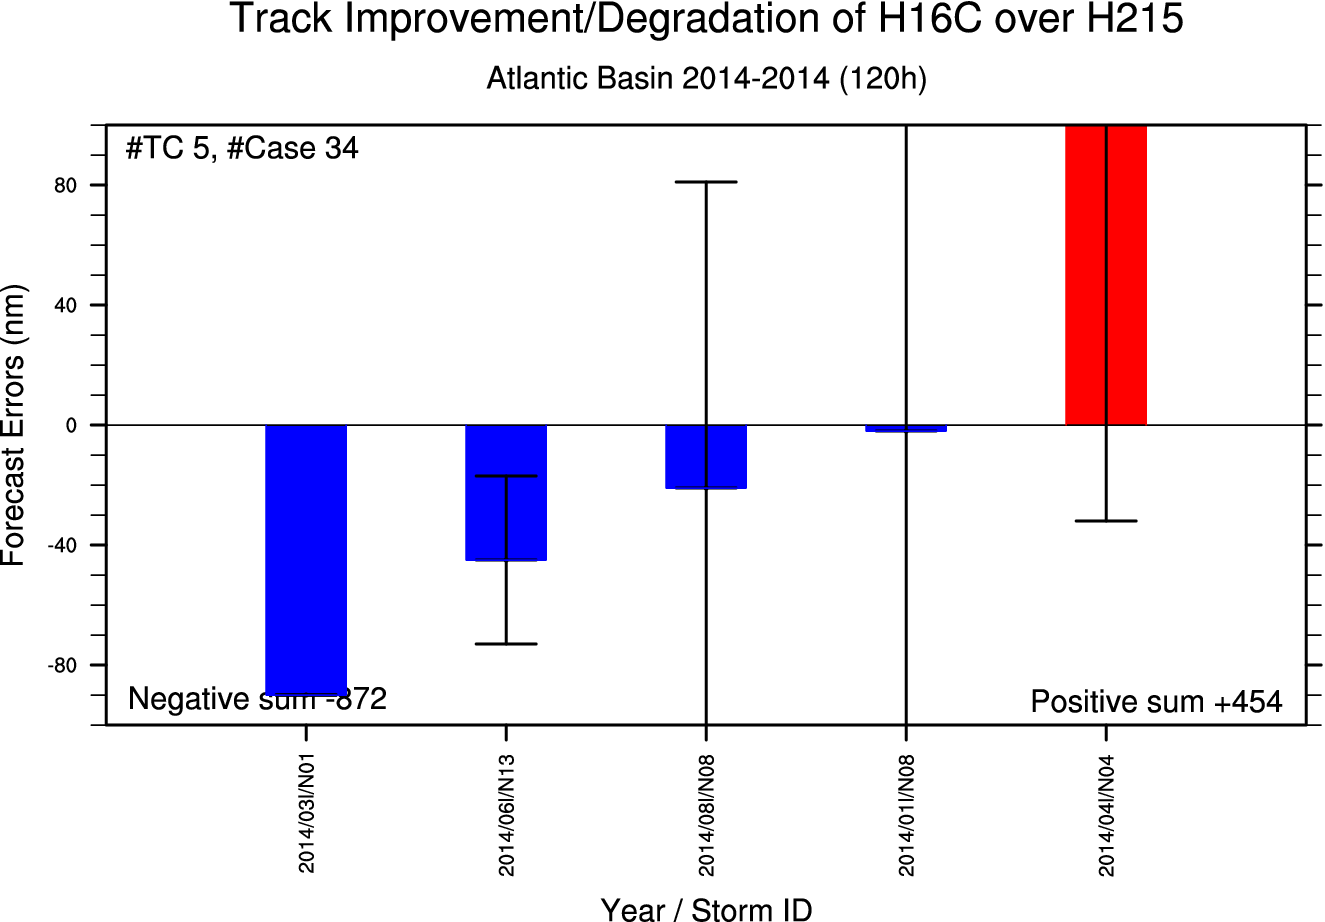 Track Improvement/Degradation of H16C over H215
Atlantic Basin 2014-2014 (120h)
#TC 5, #Case 34
80
40
0
-40
-80
Forecast Errors (nm)
Negative sum -872
Positive sum +454
2014/03l/N01
2014/06l/N13
2014/08l/N08
2014/01l/N08
2014/04l/N04
Year / Storm ID